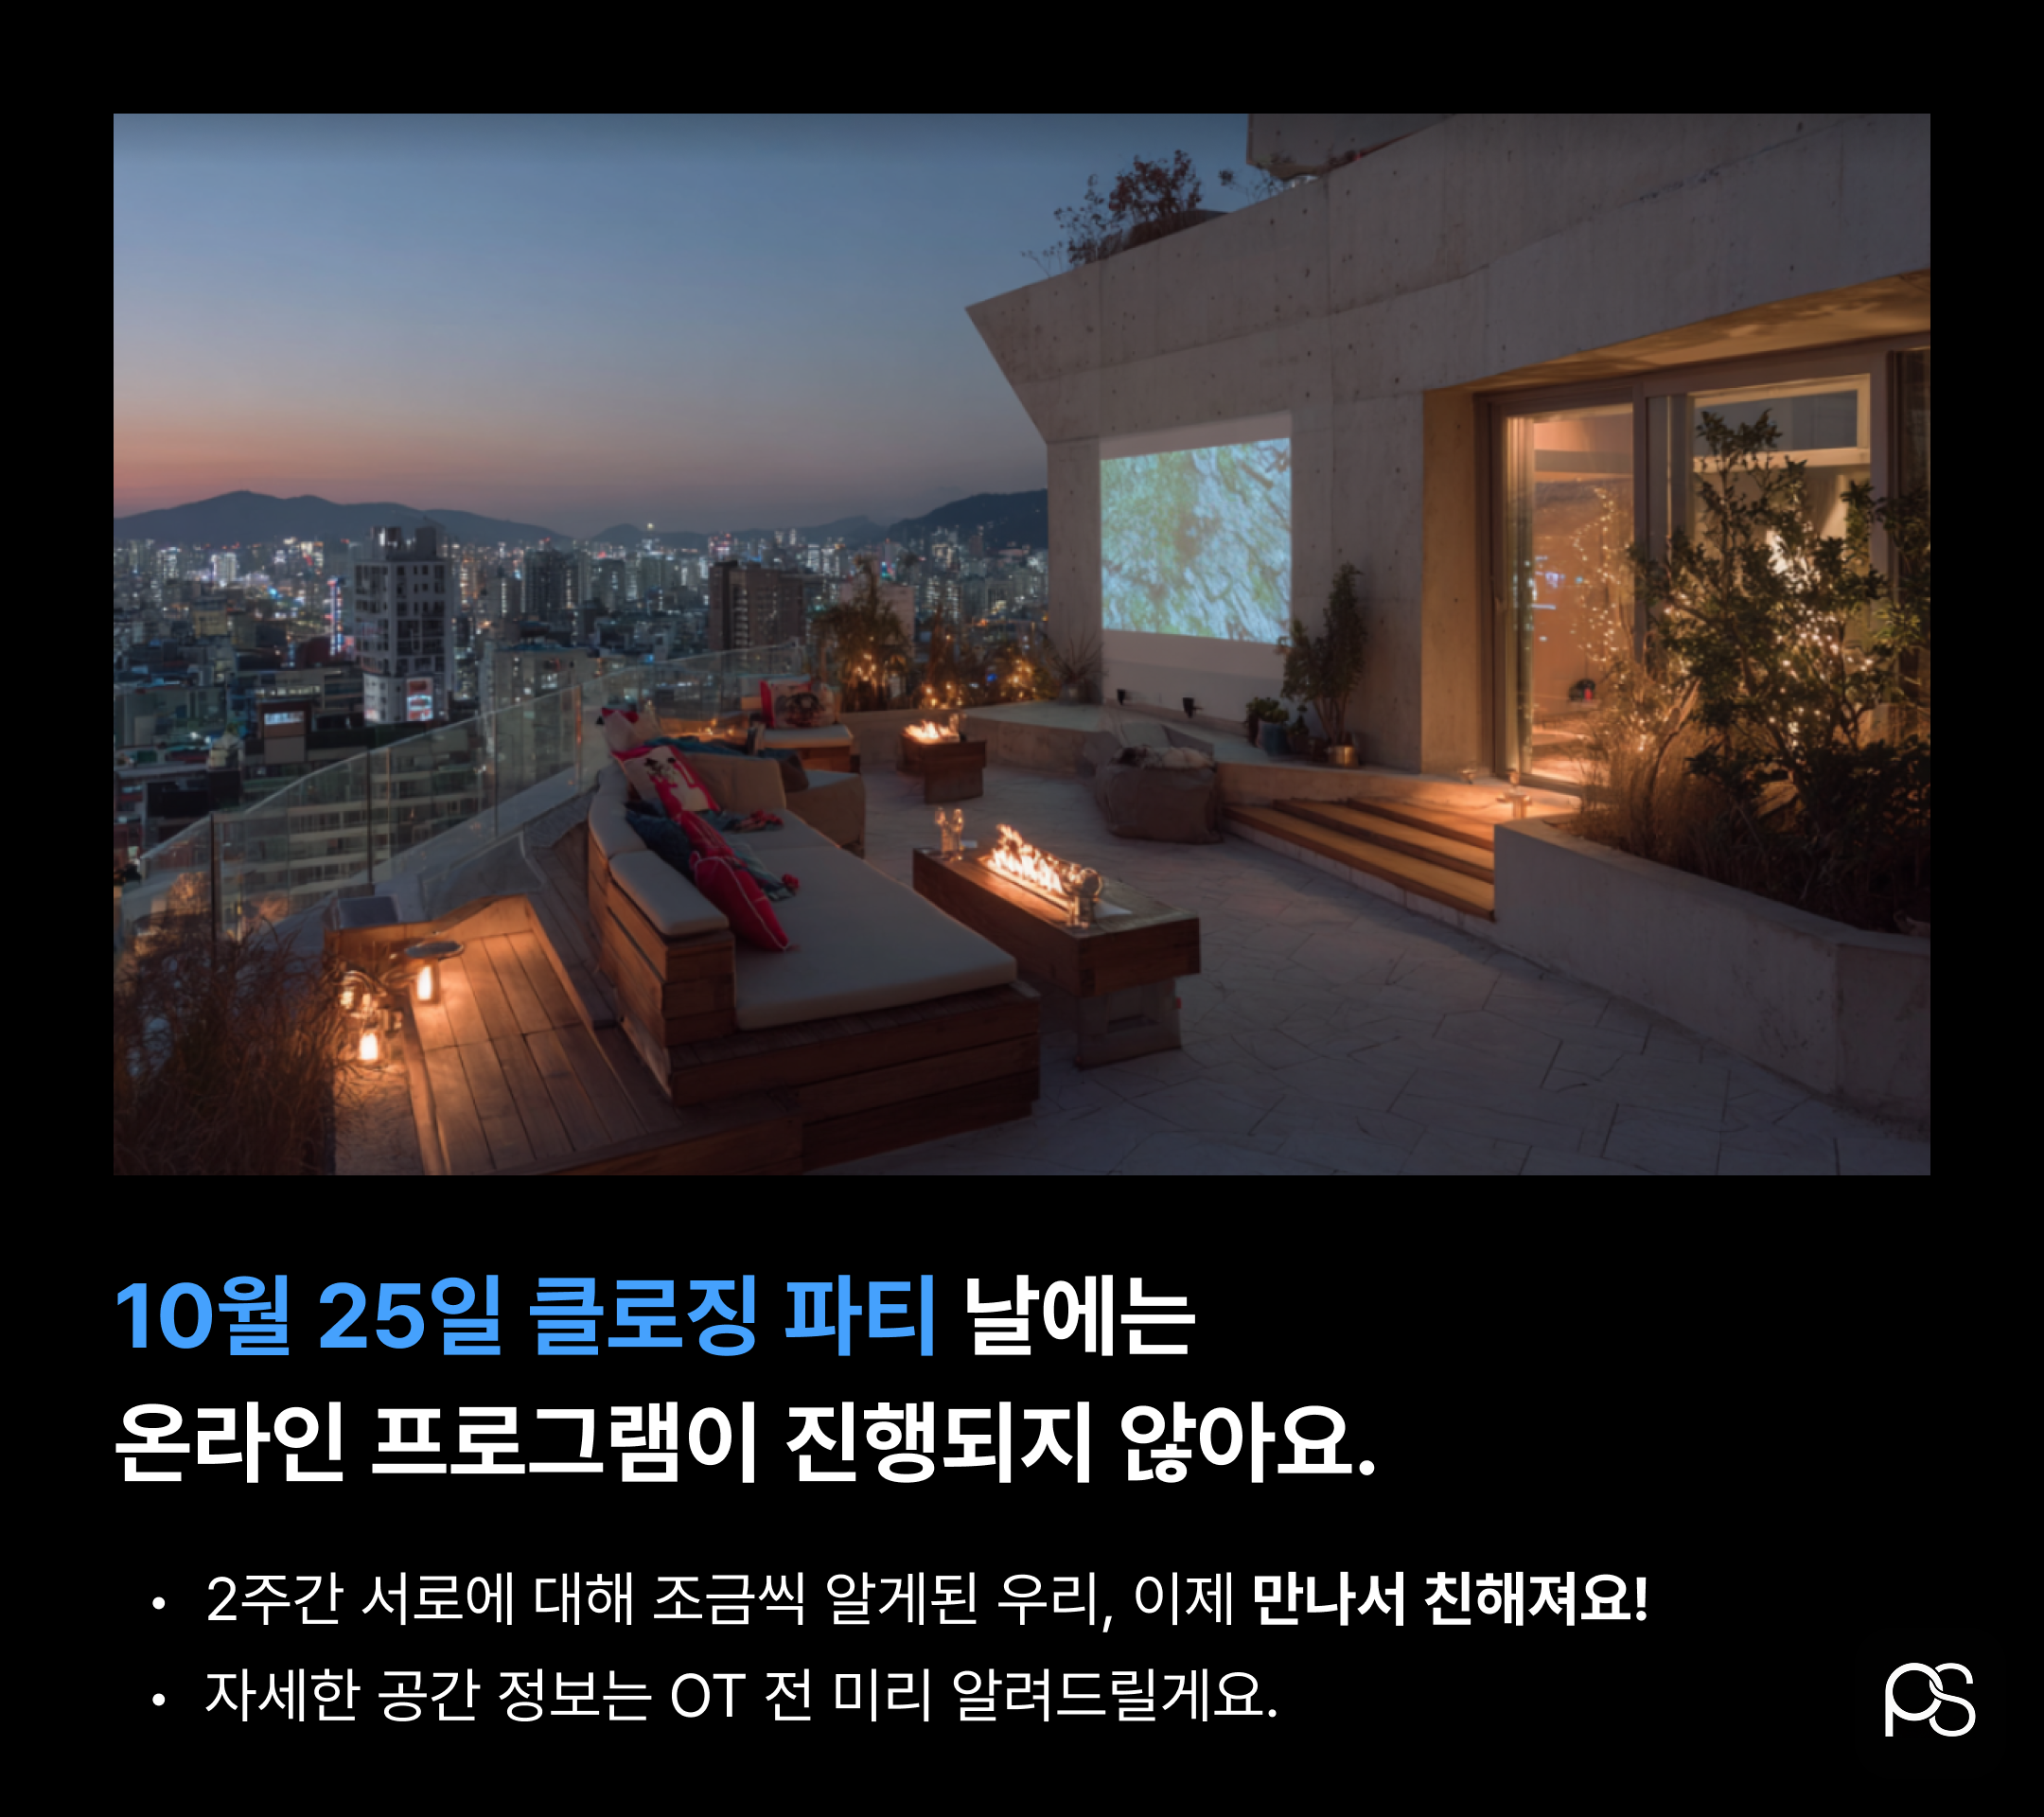 10월 25일 클로징 파티 날에는
온라인 프로그램이 진행되지 않아요.
• 2주간 서로에 대해 조금씩 알게된 우리, 이제 만나서 친해져요!
• 자세한 공간 정보는 OT 전 미리 알려드릴게요.
PS